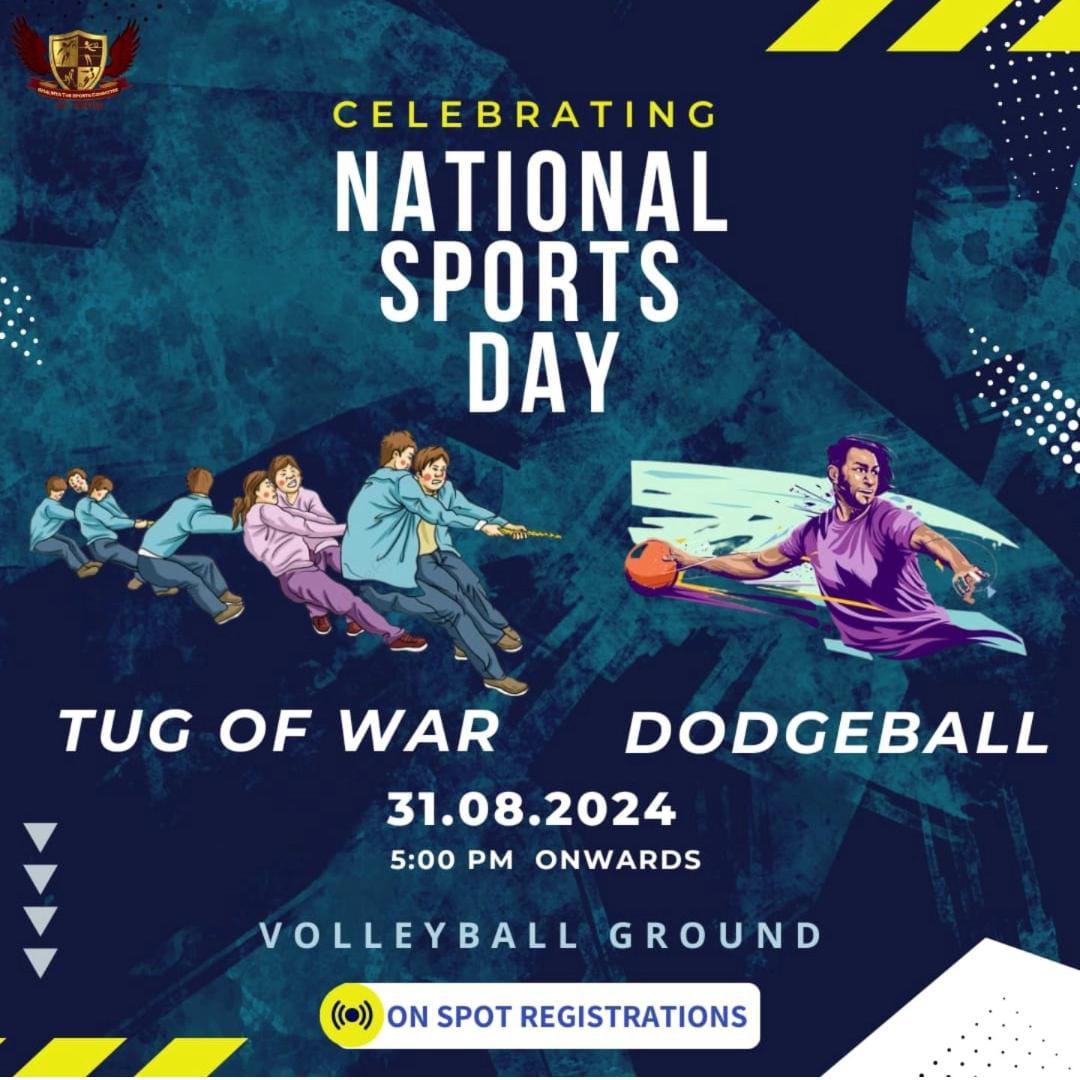 CELEBRATING
NATIONAL
SPORTS
DAY
TUG OF WAR
DODGEBALL
31.08.2024
5:00 PM ONWARDS
VOLLEYBALL GROUND
ON SPOT REGISTRATIONS